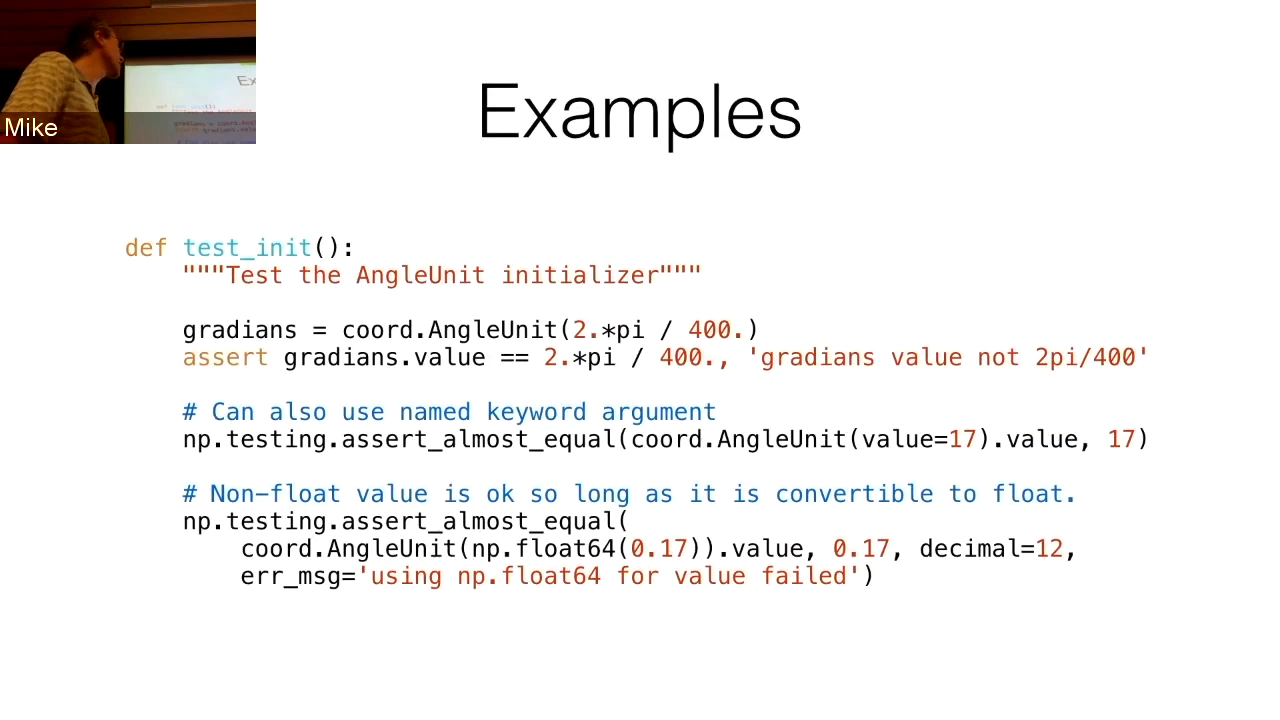 Mike
Examples
def test_init():
"""Test the AngleUnit initializer"""
gradians = coord.AngleUnit(2.*pi / 400.)
assert gradians.value == 2.*pi / 400., 'gradians value not 2pi/400'
# Can also use named keyword argument
np.testing.assert_almost_equal(coord.AngleUnit(value=17).value, 17)
# Non-float value is ok so long as it is convertible to float.
np.testing.assert_almost_equal(
coord.AngleUnit(np.float64(0.17)).value, 0.17, decimal=12,
err_msg='using np.float64 for value failed')